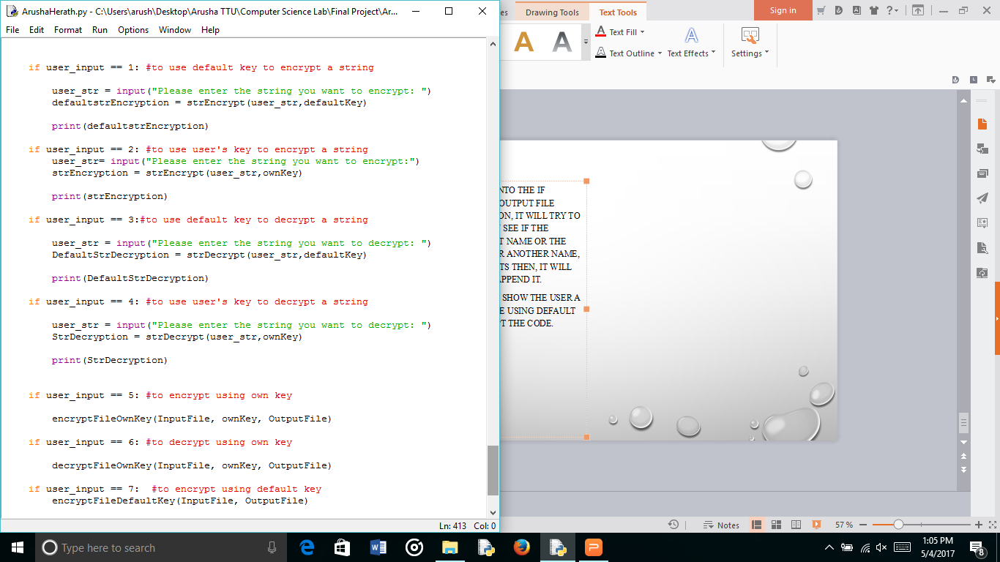 ArushaHerath.py - C:\Users\arush\Desktop\Arusha TTU\Computer Science Lab\Final Project\Ar...
File Edit Format Run Options Window Help
if user_input == 1: #to use default key to encrypt a string
user_str = input("Please enter the string you want to encrypt: ")
defaultstrEncryption = strEncrypt(user_str,defaultKey)
print(defaultstrEncryption)
if user_input == 2: #to use user's key to encrypt a string
user_str= input("Please enter the string you want to encrypt:")
strEncryption = strEncrypt(user_str,ownKey)
print(strEncryption)
if user_input == 3:#to use default key to decrypt a string
user_str = input("Please enter the string you want to decrypt: ")
DefaultStrDecryption = strDecrypt(user_str,defaultKey)
print(DefaultStrDecryption)
if user_input == 4: #to use user's key to decrypt a string
user_str = input("Please enter the string you want to decrypt: ")
StrDecryption = strDecrypt(user_str,ownKey)
print(StrDecryption)
if user_input == 5: #to encrypt using own key
encryptFileOwnKey(InputFile, ownKey, OutputFile)
if user_input == 6: #to decrypt using own key
decryptFileOwnKey(InputFile, ownKey, OutputFile)
if user_input == 7:  #to encrypt using default key
encryptFileDefaultKey(InputFile, OutputFile)
Ln: 413 Col: 0
es Drawing Tools Text Tools Sign in
A A Text Fill Text Outline Text Effects Settings
NTO THE IF
OUTPUT FILE
ON, IT WILL TRY TO
SEE IF THE
T NAME OR THE
R ANOTHER NAME,
TS THEN, IT WILL
APPEND IT.
SHOW THE USER A
E USING DEFAULT
PT THE CODE.
Notes 57 %
Type here to search
1:05 PM
5/4/2017
8